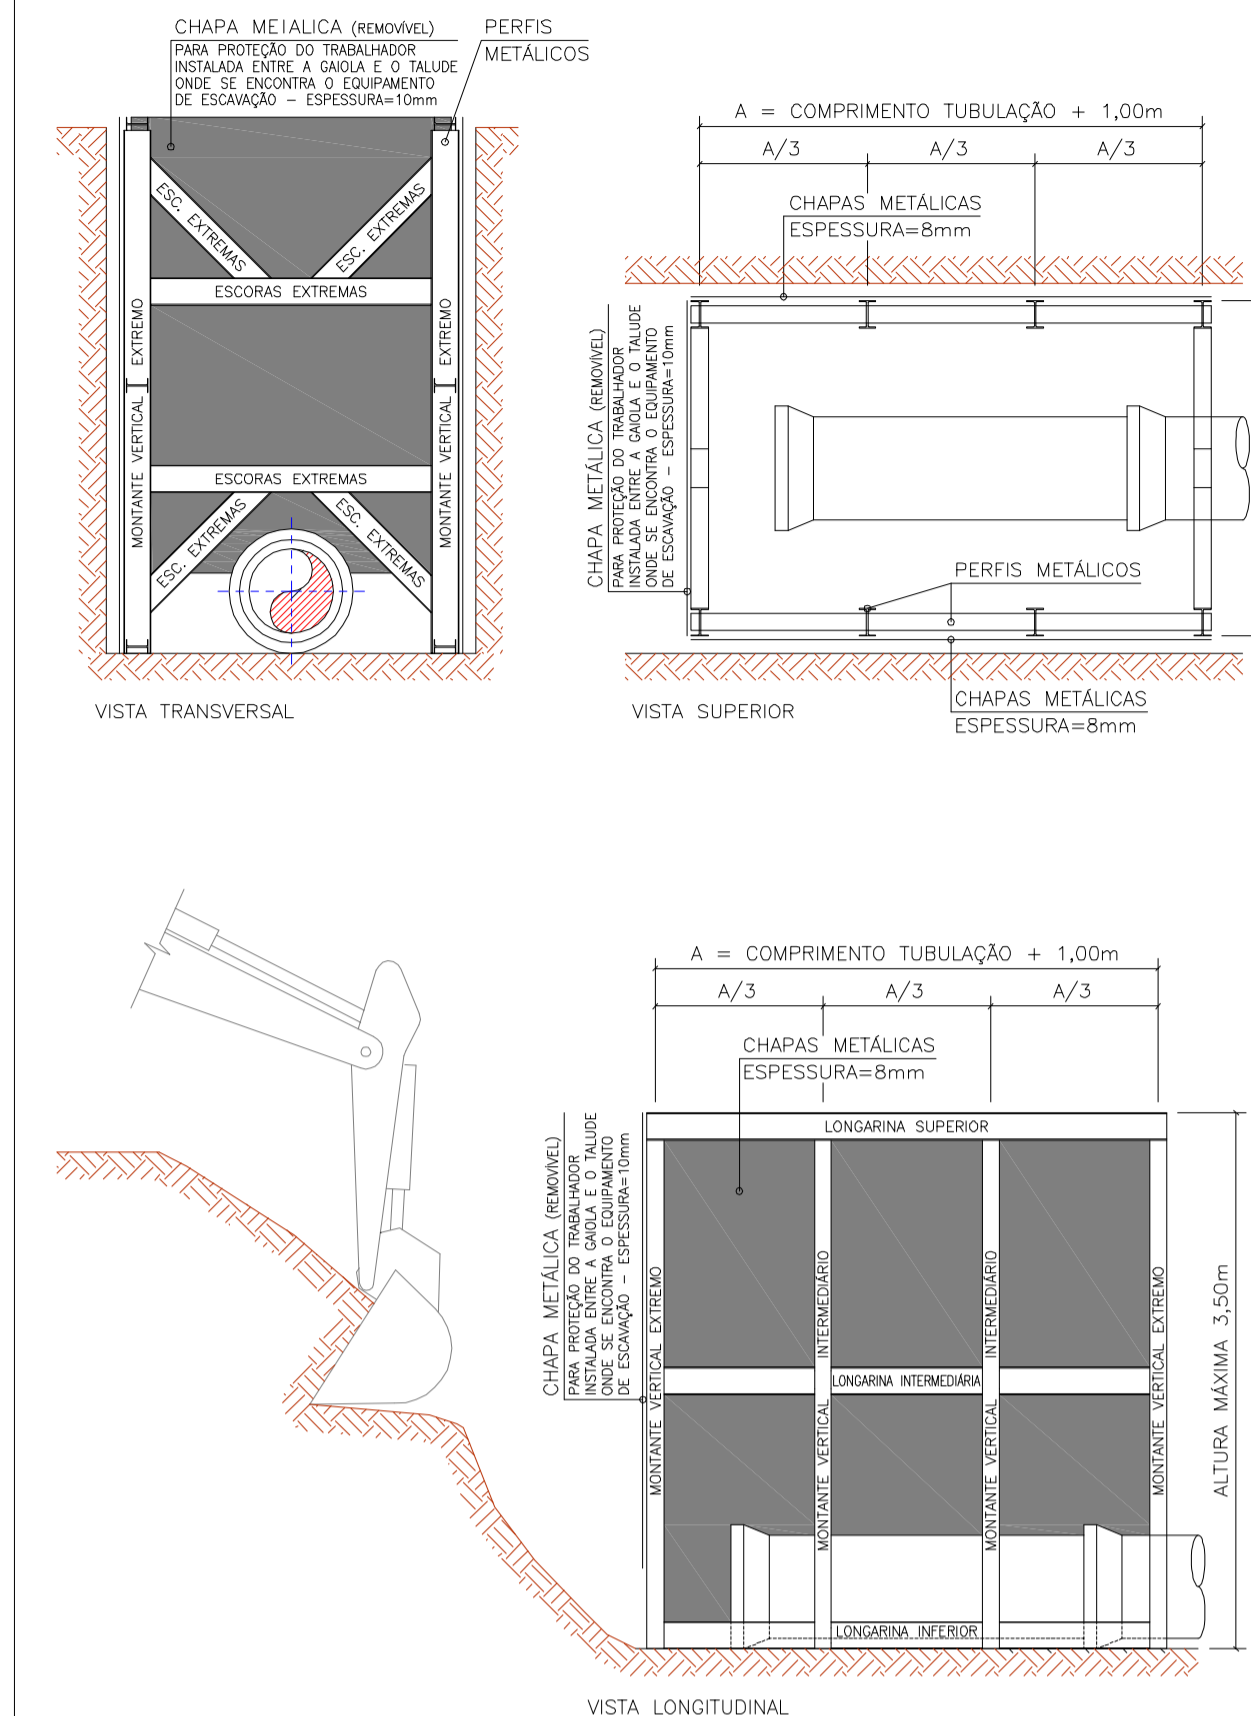 CHAPA MEIALICA (REMOVÍVEL)
PARA PROTEÇÃO DO TRABALHADOR
INSTALADA ENTRE A GAIOLA E O TALUDE
ONDE SE ENCONTRA O EQUIPAMENTO
DE ESCAVAÇÃO – ESPESSURA=10mm
PERFIS
METÁLICOS
ESC. EXTREMAS
ESC. EXTREMAS
ESCORAS EXTREMAS
MONTANTE VERTICAL EXTREMO
MONTANTE VERTICAL EXTREMO
ESCORAS EXTREMAS
ESC. EXTREMAS
ESC. EXTREMAS
VISTA TRANSVERSAL
A = COMPRIMENTO TUBULAÇÃO + 1,00m
A/3
A/3
A/3
CHAPAS METÁLICAS
ESPESSURA=8mm
CHAPA METÁLICA (REMOVÍVEL)
PARA PROTEÇÃO DO TRABALHADOR
INSTALADA ENTRE A GAIOLA E O TALUDE
ONDE SE ENCONTRA O EQUIPAMENTO
DE ESCAVAÇÃO – ESPESSURA=10mm
PERFIS METÁLICOS
CHAPAS METÁLICAS
ESPESSURA=8mm
VISTA SUPERIOR
A = COMPRIMENTO TUBULAÇÃO + 1,00m
A/3
A/3
A/3
CHAPAS METÁLICAS
ESPESSURA=8mm
CHAPA METÁLICA (REMOVÍVEL)
PARA PROTEÇÃO DO TRABALHADOR
INSTALADA ENTRE A GAIOLA E O TALUDE
ONDE SE ENCONTRA O EQUIPAMENTO
DE ESCAVAÇÃO – ESPESSURA=10mm
LONGARINA SUPERIOR
MONTANTE VERTICAL EXTREMO
MONTANTE VERTICAL INTERMEDIÁRIO
LONGARINA INTERMEDIÁRIA
MONTANTE VERTICAL INTERMEDIÁRIO
MONTANTE VERTICAL EXTREMO
ALTURA MÁXIMA 3,50m
LONGARINA INFERIOR
VISTA LONGITUDINAL